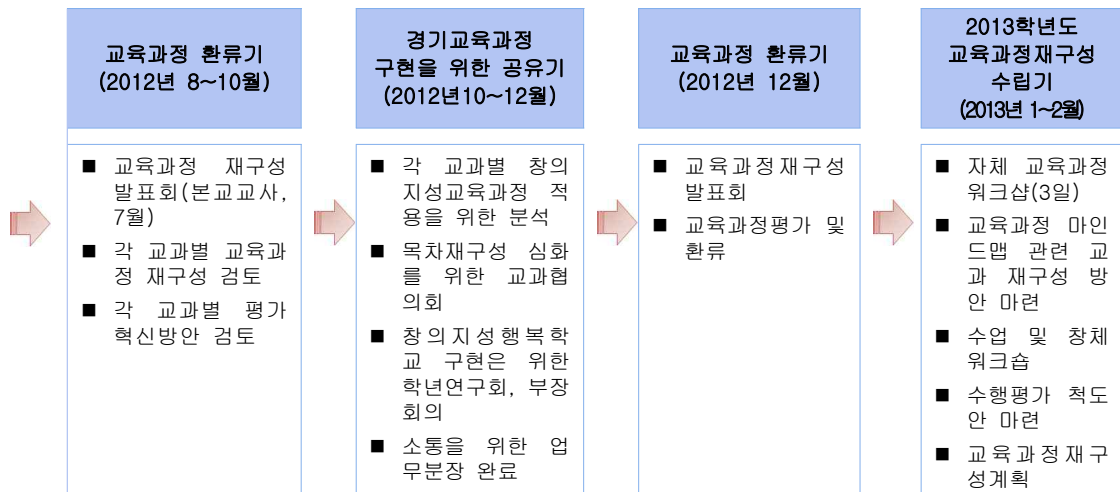 교육과정 환류기
(2012년 8~10월)
■ 교육과정 재구성
발표회(본교교사,
7월)
■ 각 교과별 교육과
정 재구성 검토
■ 각 교과별 평가
혁신방안 검토
경기교육과정
구현을 위한 공유기
(2012년10~12월)
■ 각 교과별 창의
지성교육과정 적
용을 위한 분석
■ 목차재구성 심화
를 위한 교과협
의회
■ 창의지성행복학
교 구현은 위한
학년연구회, 부장
회의
■ 소통을 위한 업
무분장 완료
교육과정 환류기
(2012년 12월)
■ 교육과정재구성
발표회
■ 교육과정평가 및
환류
2013학년도
교육과정재구성
수립기
(2013년 1~2월)
■ 자체 교육과정
워크샵(3일)
■ 교육과정 마인
드맵 관련 교
과 재구성 방
안 마련
■ 수업 및 창체
워크숍
■ 수행평가 척도
안 마련
■ 교육과정재구
성계획